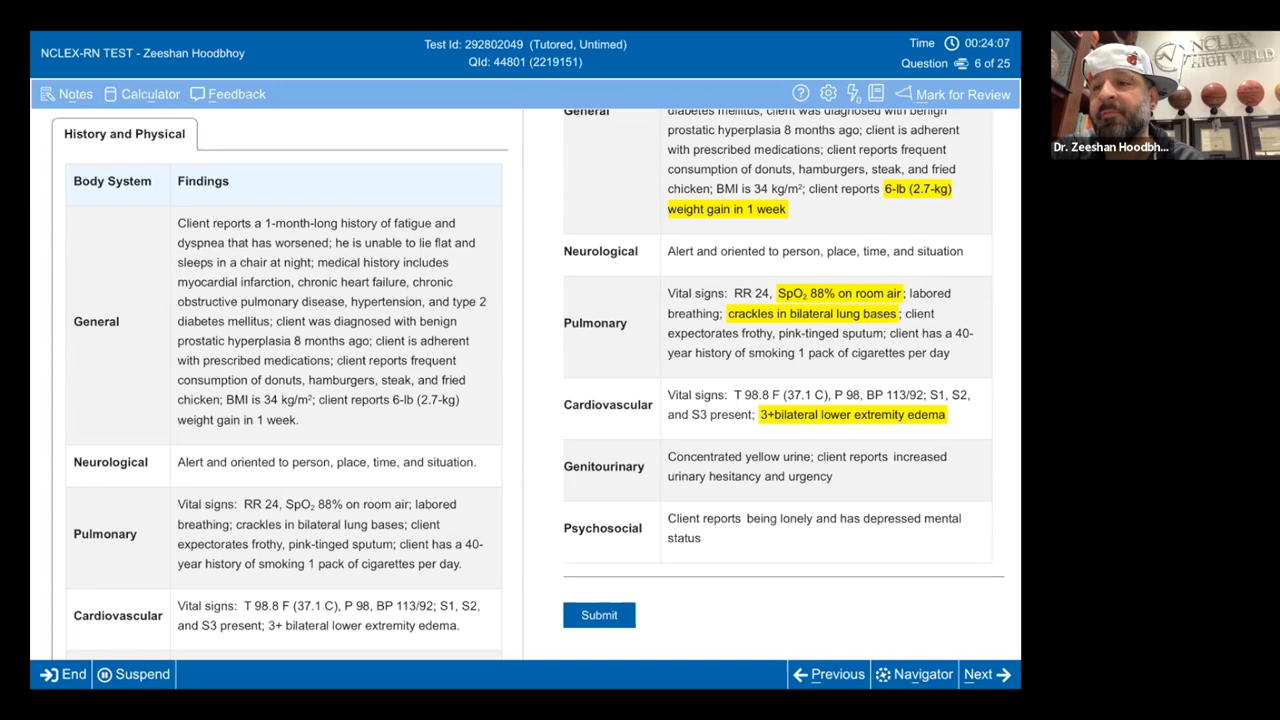 NCLEX-RN TEST - Zeeshan Hoodbhoy
Test Id: 292802049 (Tutored, Untimed)
QId: 44801 (2219151)
Time 00:24:07
Question 6 of 25
Notes Calculator Feedback
Mark for Review
History and Physical
Body System Findings
General
Client reports a 1-month-long history of fatigue and
dyspnea that has worsened; he is unable to lie flat and
sleeps in a chair at night; medical history includes
myocardial infarction, chronic heart failure, chronic
obstructive pulmonary disease, hypertension, and type 2
diabetes mellitus; client was diagnosed with benign
prostatic hyperplasia 8 months ago; client is adherent
with prescribed medications; client reports frequent
consumption of donuts, hamburgers, steak, and fried
chicken; BMI is 34 kg/m²; client reports 6-lb (2.7-kg)
weight gain in 1 week.
Neurological
Alert and oriented to person, place, time, and situation.
Pulmonary
Vital signs: RR 24, SpO₂ 88% on room air; labored
breathing; crackles in bilateral lung bases; client
expectorates frothy, pink-tinged sputum; client has a 40-
year history of smoking 1 pack of cigarettes per day.
Cardiovascular
Vital signs: T 98.8 F (37.1 C), P 98, BP 113/92; S1, S2,
and S3 present; 3+ bilateral lower extremity edema.
General
diabetes mellitus; client was diagnosed with benign
prostatic hyperplasia 8 months ago; client is adherent
with prescribed medications; client reports frequent
consumption of donuts, hamburgers, steak, and fried
chicken; BMI is 34 kg/m²; client reports 6-lb (2.7-kg)
weight gain in 1 week
Neurological
Alert and oriented to person, place, time, and situation
Pulmonary
Vital signs: RR 24, SpO₂ 88% on room air; labored
breathing; crackles in bilateral lung bases; client
expectorates frothy, pink-tinged sputum; client has a 40-
year history of smoking 1 pack of cigarettes per day
Cardiovascular
Vital signs: T 98.8 F (37.1 C), P 98, BP 113/92; S1, S2,
and S3 present; 3+bilateral lower extremity edema
Genitourinary
Concentrated yellow urine; client reports increased
urinary hesitancy and urgency
Psychosocial
Client reports being lonely and has depressed mental
status
Submit
End Suspend
Previous Navigator Next
NCLEX
HIGH YIELD
Dr. Zeeshan Hoodbh...